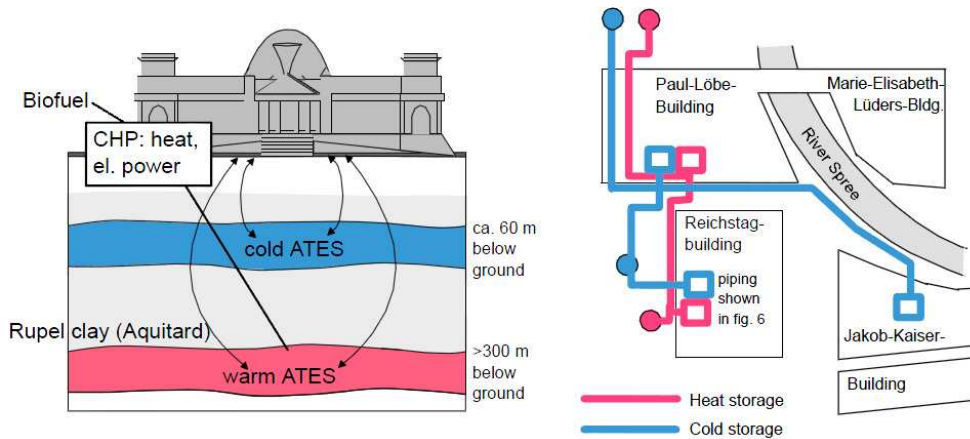 Biofuel
CHP: heat,
el. power
cold ATES
ca. 60 m
below
ground
Rupel clay (Aquitard)
warm ATES
>300 m
below
ground
Paul-Löbe-
Building
Marie-Elisabeth-
Lüders-Bldg.
River Spree
Reichstag-
building
piping
shown
in fig. 6
Jakob-Kaiser-
Building
Heat storage
Cold storage